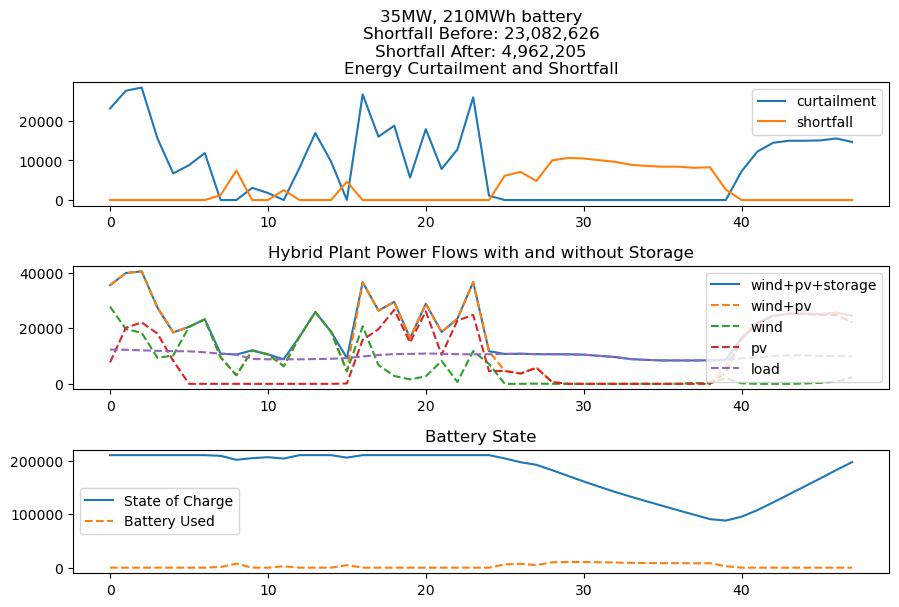 35MW, 210MWh battery
Shortfall Before: 23,082,626
Shortfall After: 4,962,205
Energy Curtailment and Shortfall
20000
10000
0
curtailment
shortfall
0 10 20 30 40
Hybrid Plant Power Flows with and without Storage
40000
20000
0
wind+pv+storage
wind+pv
wind
pv
load
0 10 20 30 40
Battery State
200000
100000
0
State of Charge
Battery Used
0 10 20 30 40